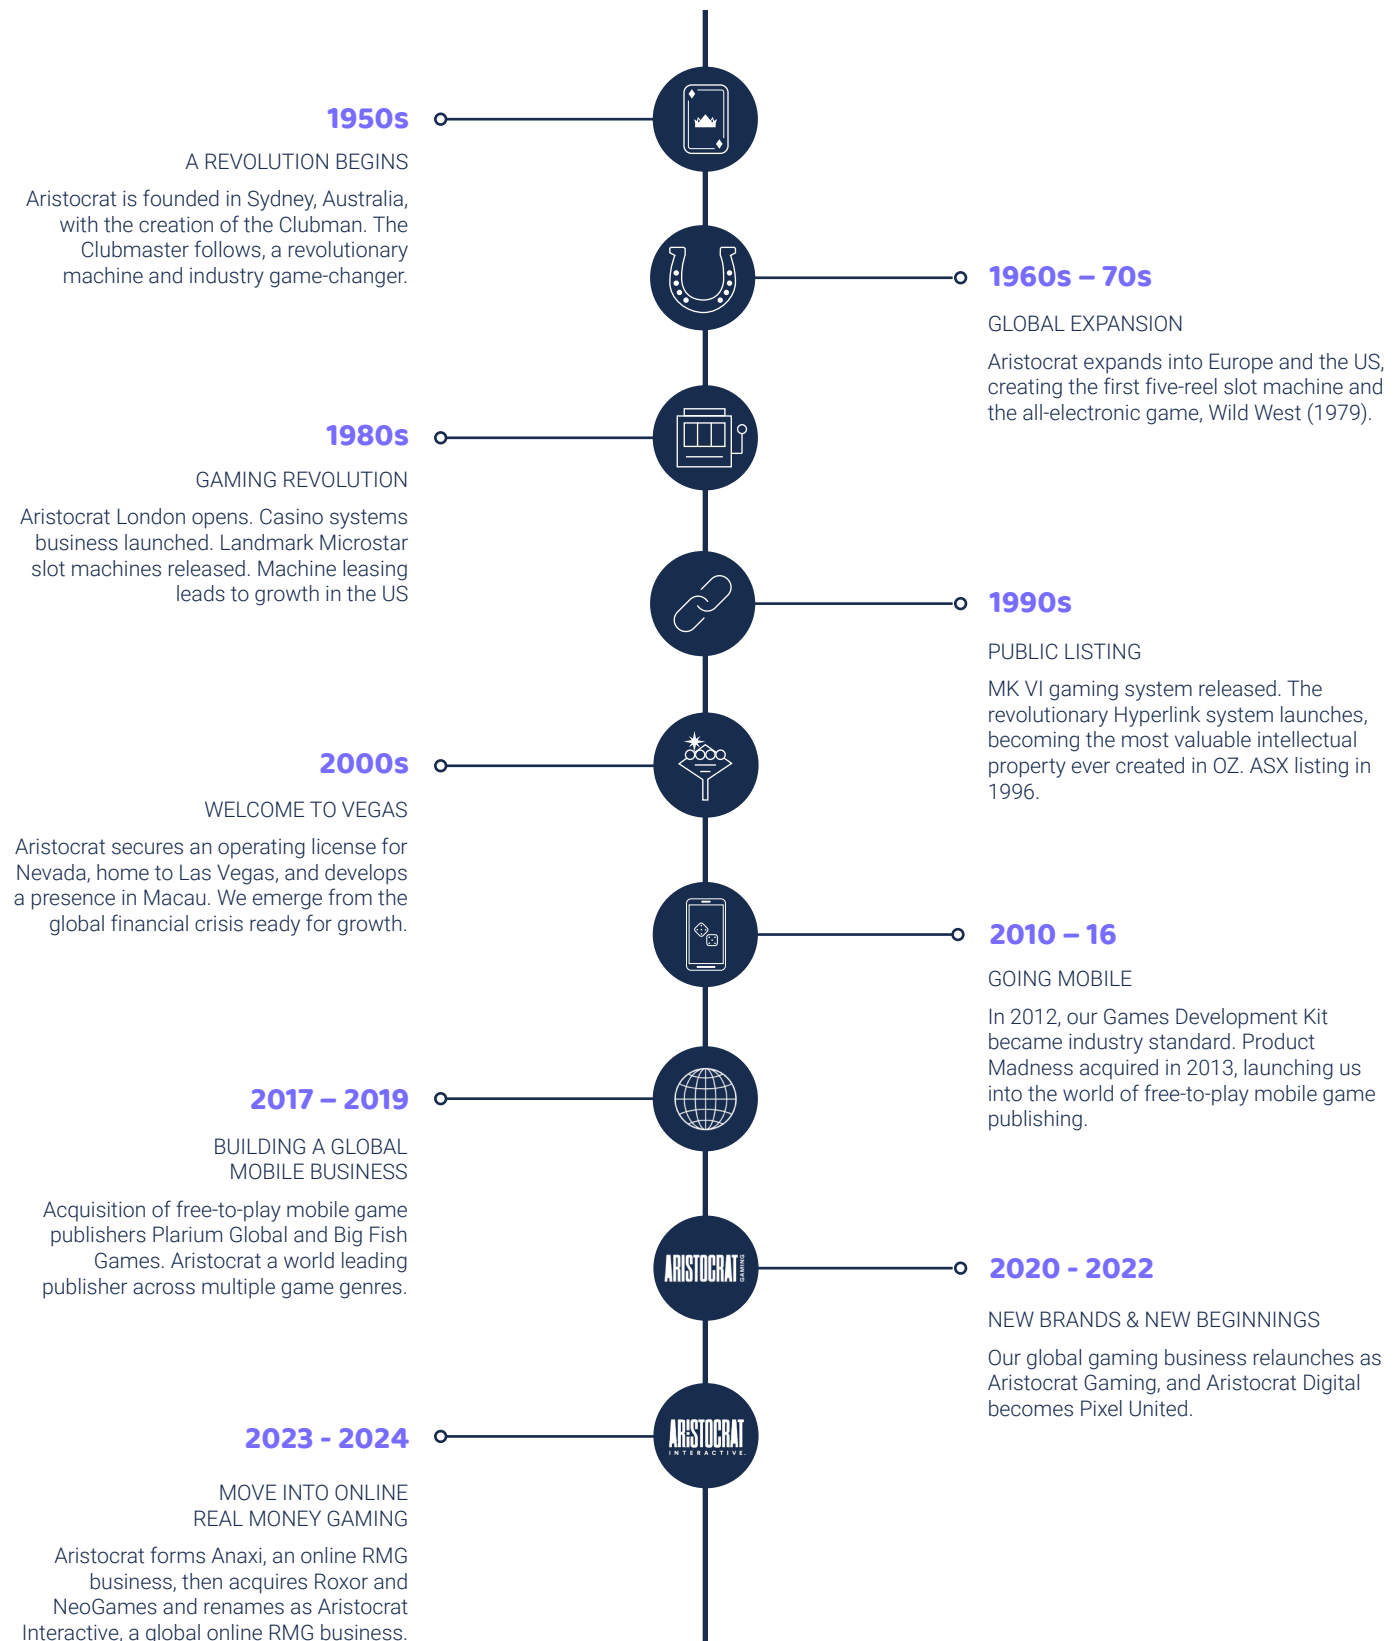 1950s
A REVOLUTION BEGINS
Aristocrat is founded in Sydney, Australia,
with the creation of the Clubman. The
Clubmaster follows, a revolutionary
machine and industry game-changer.
1960s – 70s
GLOBAL EXPANSION
Aristocrat expands into Europe and the US,
creating the first five-reel slot machine and
the all-electronic game, Wild West (1979).
1980s
GAMING REVOLUTION
Aristocrat London opens. Casino systems
business launched. Landmark Microstar
slot machines released. Machine leasing
leads to growth in the US
1990s
PUBLIC LISTING
MK VI gaming system released. The
revolutionary Hyperlink system launches,
becoming the most valuable intellectual
property ever created in OZ. ASX listing in
1996.
2000s
WELCOME TO VEGAS
Aristocrat secures an operating license for
Nevada, home to Las Vegas, and develops
a presence in Macau. We emerge from the
global financial crisis ready for growth.
2010 – 16
GOING MOBILE
In 2012, our Games Development Kit
became industry standard. Product
Madness acquired in 2013, launching us
into the world of free-to-play mobile game
publishing.
2017 – 2019
BUILDING A GLOBAL
MOBILE BUSINESS
Acquisition of free-to-play mobile game
publishers Plarium Global and Big Fish
Games. Aristocrat a world leading
publisher across multiple game genres.
ARISTOCRAT GAMING
2020 - 2022
NEW BRANDS & NEW BEGINNINGS
Our global gaming business relaunches as
Aristocrat Gaming, and Aristocrat Digital
becomes Pixel United.
ARISTOCRAT
INTERACTIVE
2023 - 2024
MOVE INTO ONLINE
REAL MONEY GAMING
Aristocrat forms Anaxi, an online RMG
business, then acquires Roxor and
NeoGames and renames as Aristocrat
Interactive, a global online RMG business.